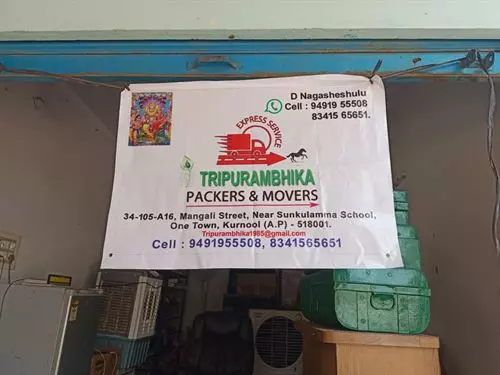 D Nagasheshulu
Cell : 94919 55508
83415 65651.
EXPRESS SERVICE
TRIPURAMBHIKA
PACKERS & MOVERS
34-105-A16, Mangali Street, Near Sunkulamma School,
One Town, Kurnool (A.P) - 518001.
Tripurambhika1985@gmail.com
Cell : 9491955508, 8341565651